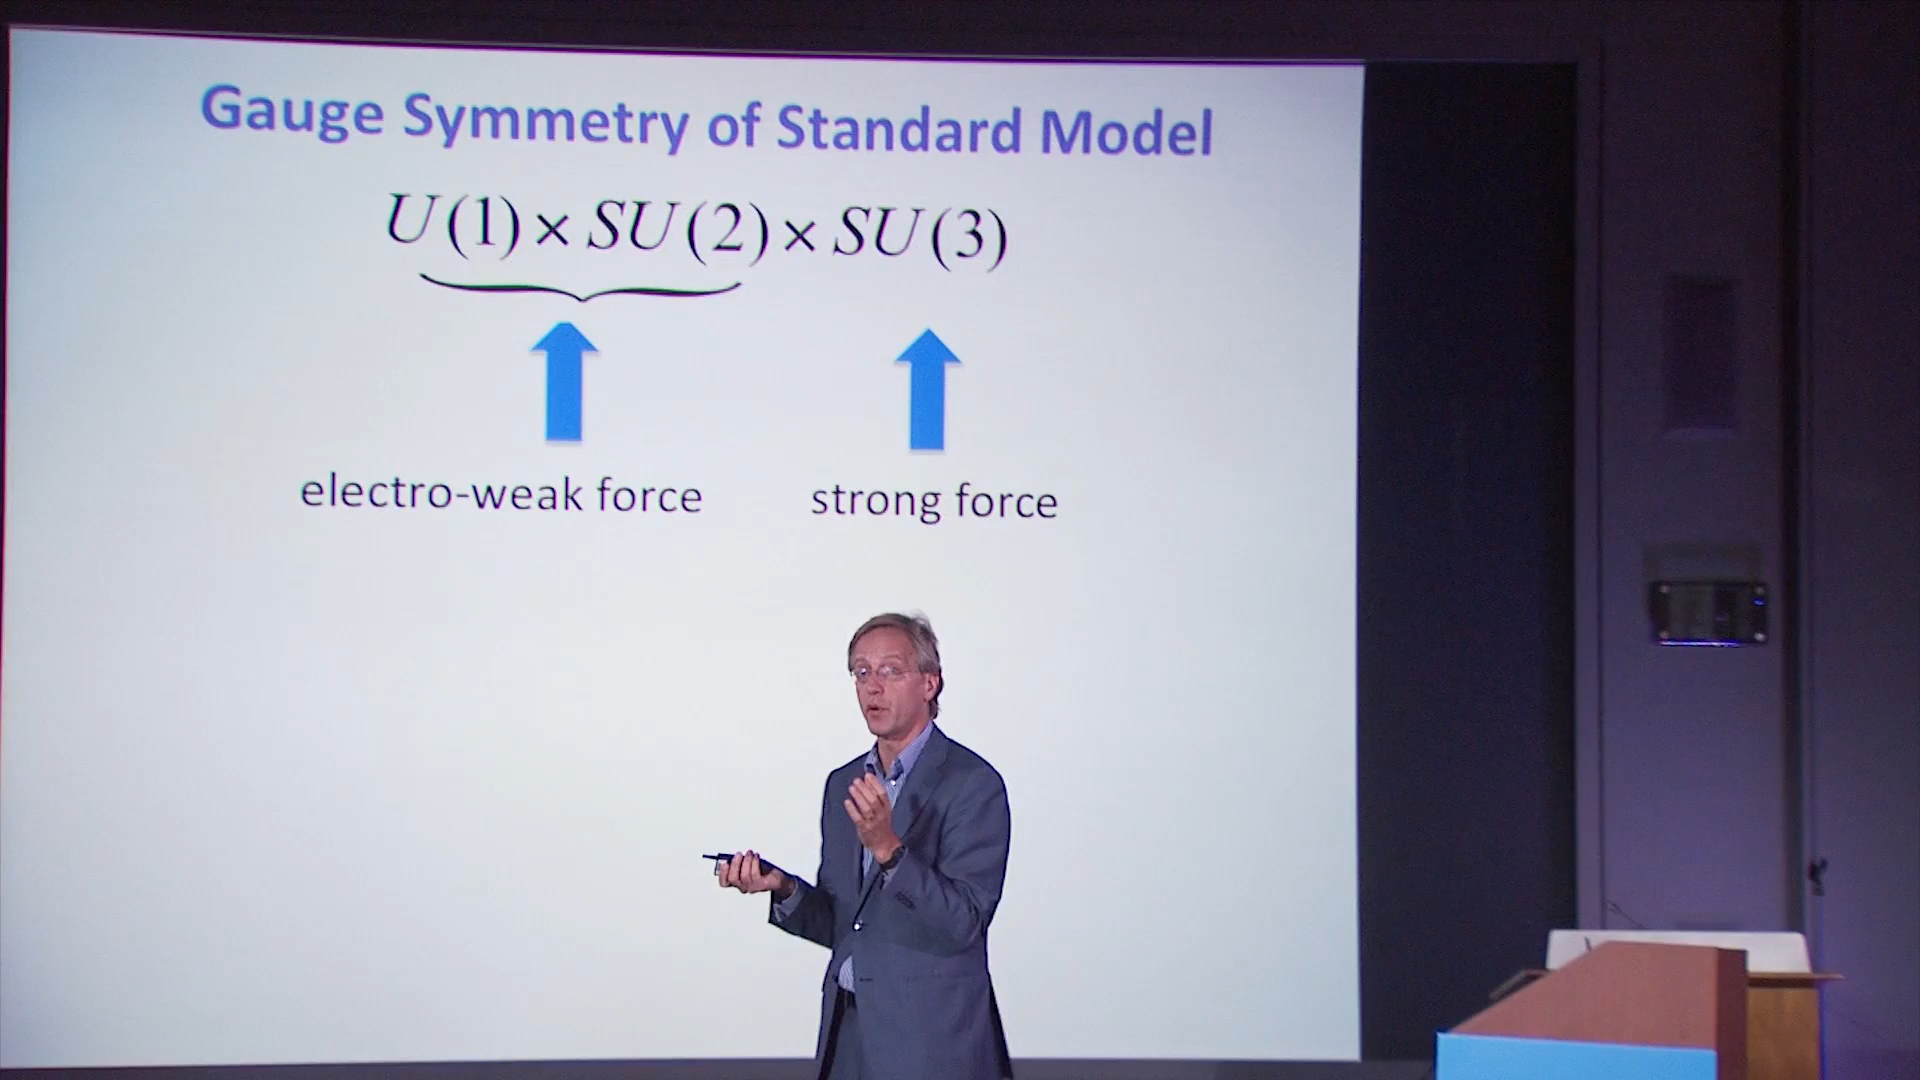 Gauge Symmetry of Standard Model
U(1) × SU(2) × SU(3)
electro-weak force strong force